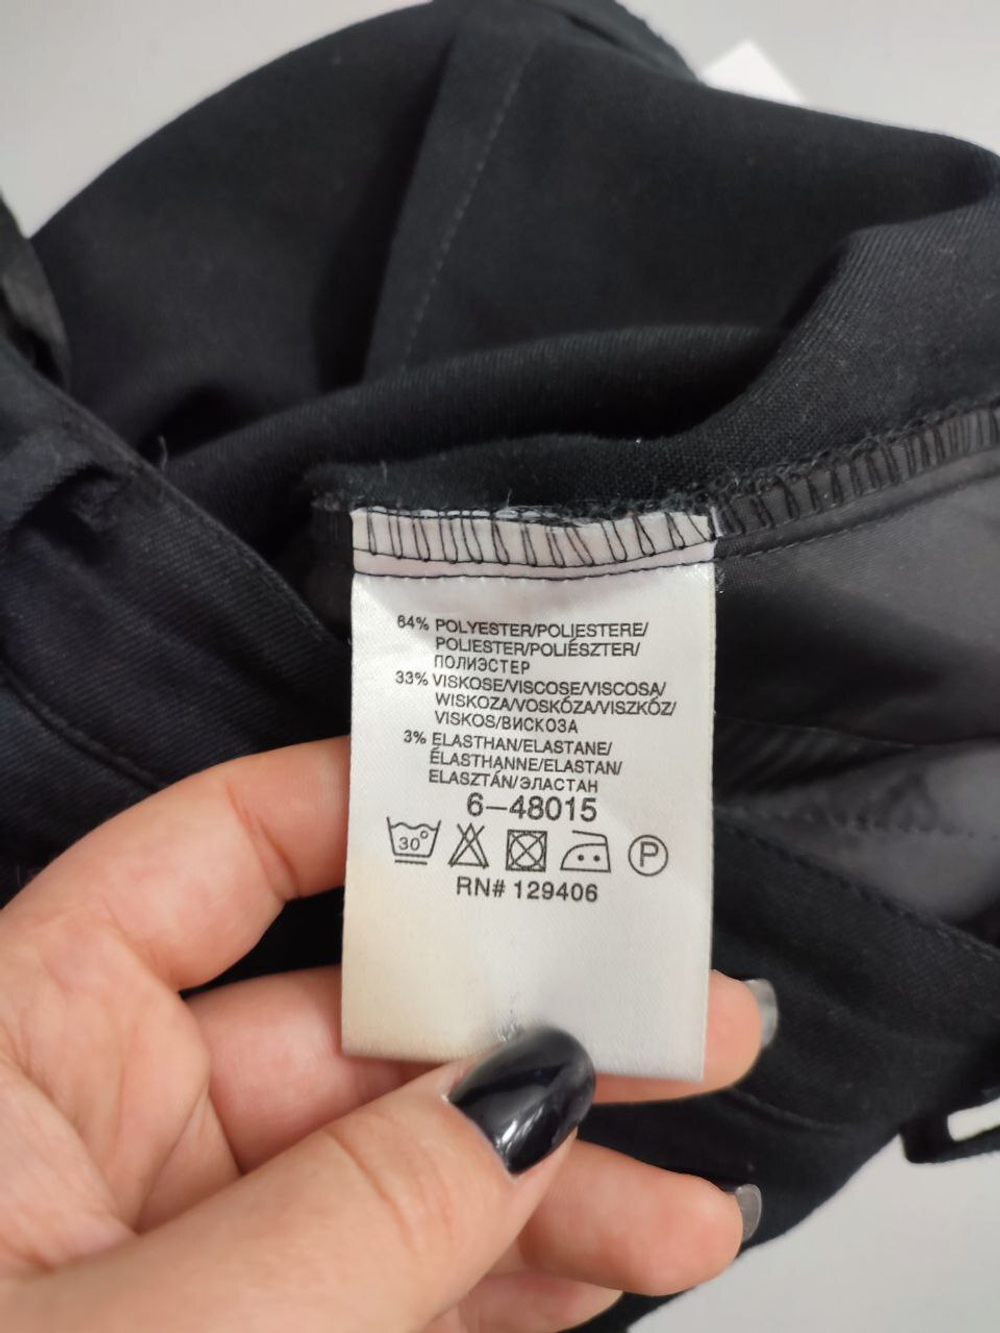 64% POLYESTER/POLIESTERE/
POLIESTER/POLIÉSZTER/
ПОЛИЭСТЕР
33% VISKOSE/VISCOSE/VISCOSA/
WISKOZA/VOSKÓZA/VISZKÓZ/
VISKOS/ВИСКОЗА
3% ELASTHAN/ELASTANE/
ÉLASTHANNE/ELASTAN/
ELASZTÁN/ЭЛАСТАН
6-48015
30° P
RN# 129406